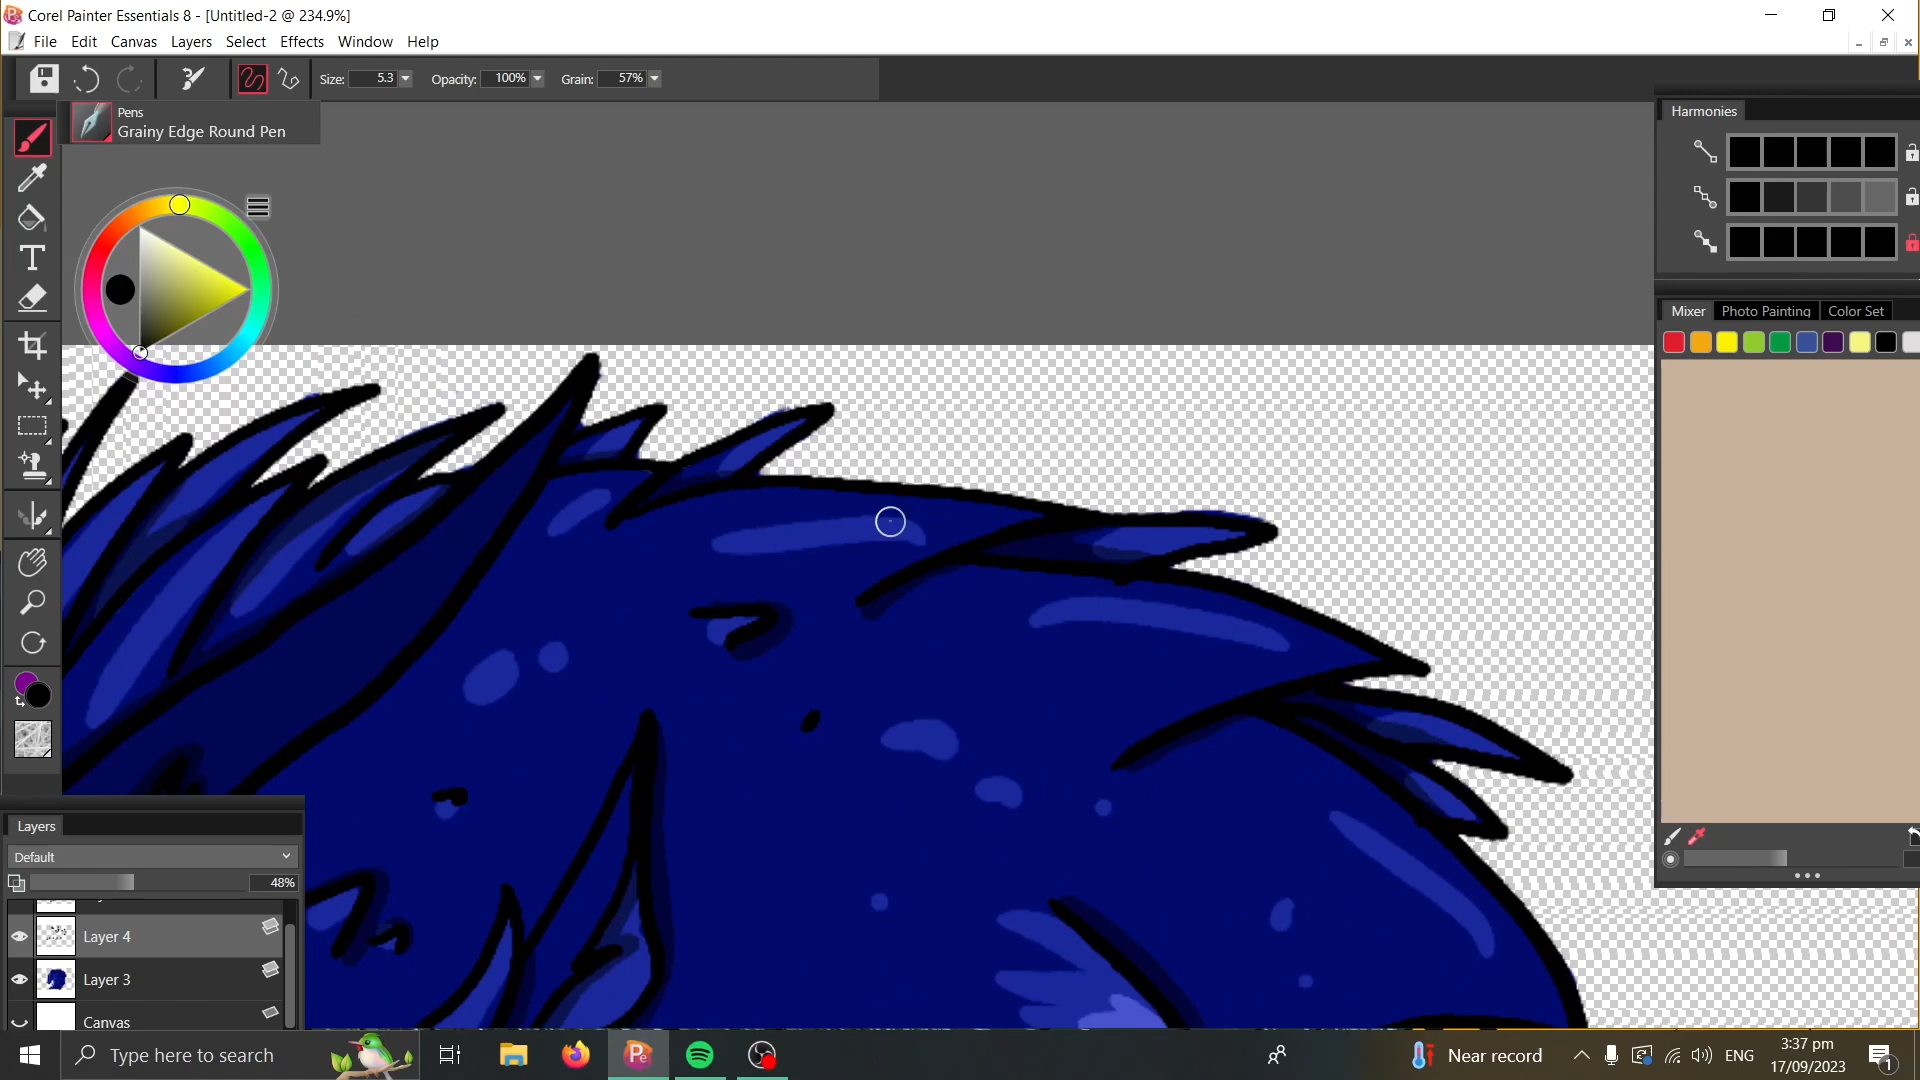 Corel Painter Essentials 8 - [Untitled-2 @ 234.9%]
File Edit Canvas Layers Select Effects Window Help
Size: 5.3 Opacity: 100% Grain: 57%
Pens
Grainy Edge Round Pen
Harmonies
Mixer Photo Painting Color Set
Layers
Default
48%
Layer 4
Layer 3
Canvas
Type here to search
Near record
ENG
3:37 pm
17/09/2023
1